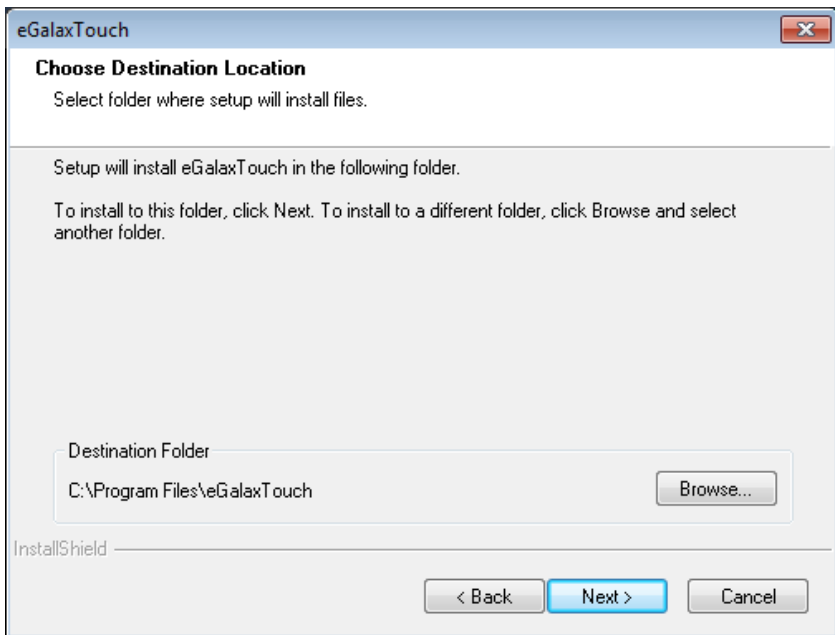 eGalaxTouch
Choose Destination Location
Select folder where setup will install files.
Setup will install eGalaxTouch in the following folder.
To install to this folder, click Next. To install to a different folder, click Browse and select
another folder.
Destination Folder
C:\Program Files\eGalaxTouch
Browse...
InstallShield
< Back
Next >
Cancel